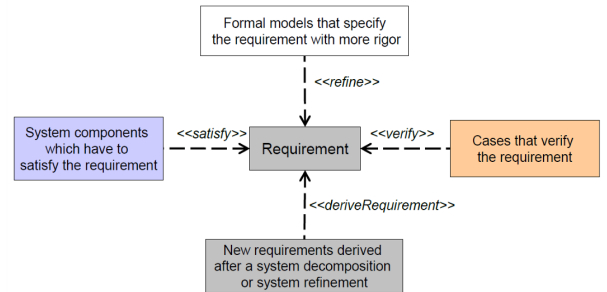 Formal models that specify
the requirement with more rigor
<<refine>>
System components
which have to
satisfy the requirement
<<satisfy>>
Requirement
<<verify>>
Cases that verify
the requirement
<<deriveRequirement>>
New requirements derived
after a system decomposition
or system refinement